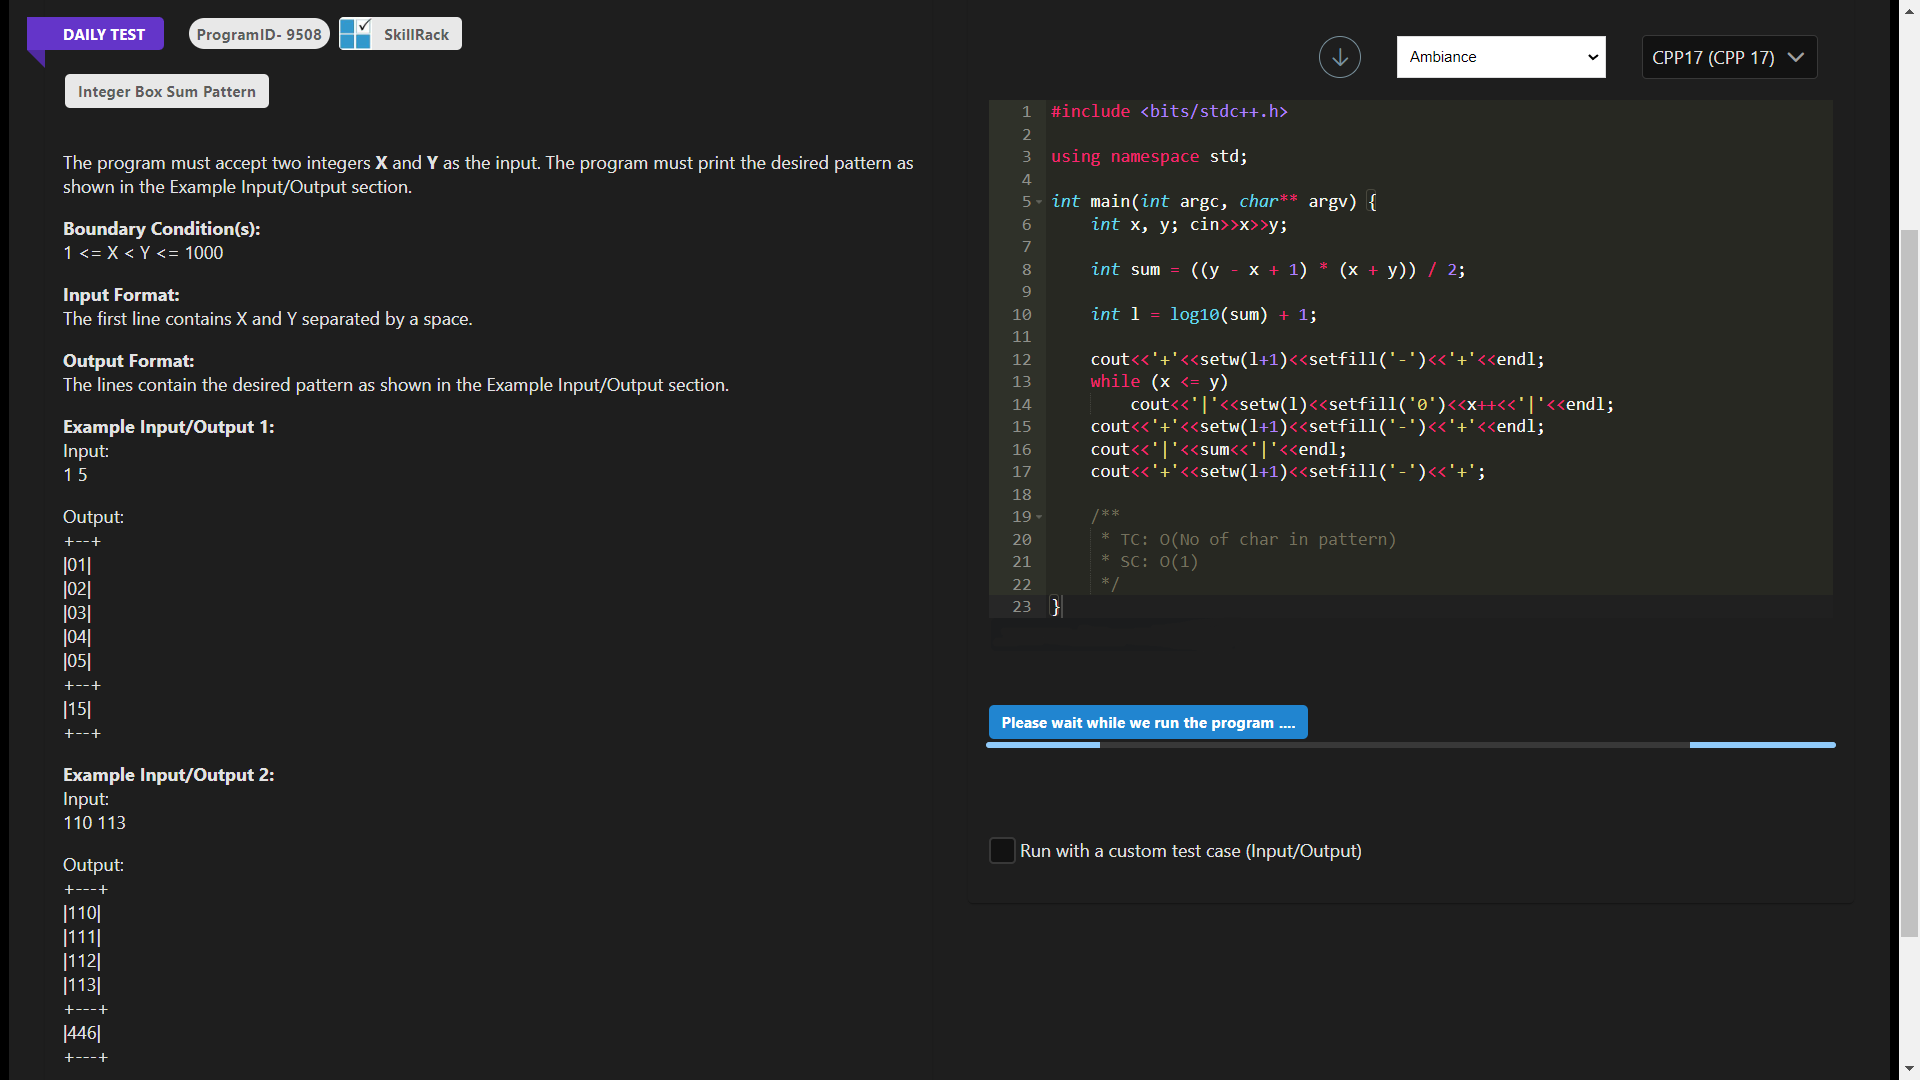 DAILY TEST
ProgramID- 9508
SkillRack
Integer Box Sum Pattern
The program must accept two integers X and Y as the input. The program must print the desired pattern as
shown in the Example Input/Output section.
Boundary Condition(s):
1 <= X < Y <= 1000
Input Format:
The first line contains X and Y separated by a space.
Output Format:
The lines contain the desired pattern as shown in the Example Input/Output section.
Example Input/Output 1:
Input:
1 5
Output:
+--+
|01|
|02|
|03|
|04|
|05|
+--+
|15|
+--+
Example Input/Output 2:
Input:
110 113
Output:
+---+
|110|
|111|
|112|
|113|
+---+
|446|
+---+
Ambiance
CPP17 (CPP 17)
1 #include <bits/stdc++.h>
2
3 using namespace std;
4
5 int main(int argc, char** argv) {
6     int x, y; cin>>x>>y;
7
8     int sum = ((y - x + 1) * (x + y)) / 2;
9
10     int l = log10(sum) + 1;
11
12     cout<<'+'<<setw(l+1)<<setfill('-')<<'+'<<endl;
13     while (x <= y)
14         cout<<'|'<<setw(l)<<setfill('0')<<x++<<'|'<<endl;
15     cout<<'+'<<setw(l+1)<<setfill('-')<<'+'<<endl;
16     cout<<'|'<<sum<<'|'<<endl;
17     cout<<'+'<<setw(l+1)<<setfill('-')<<'+';
18
19     /**
20      * TC: O(No of char in pattern)
21      * SC: O(1)
22      */
23 }
Please wait while we run the program ....
Run with a custom test case (Input/Output)